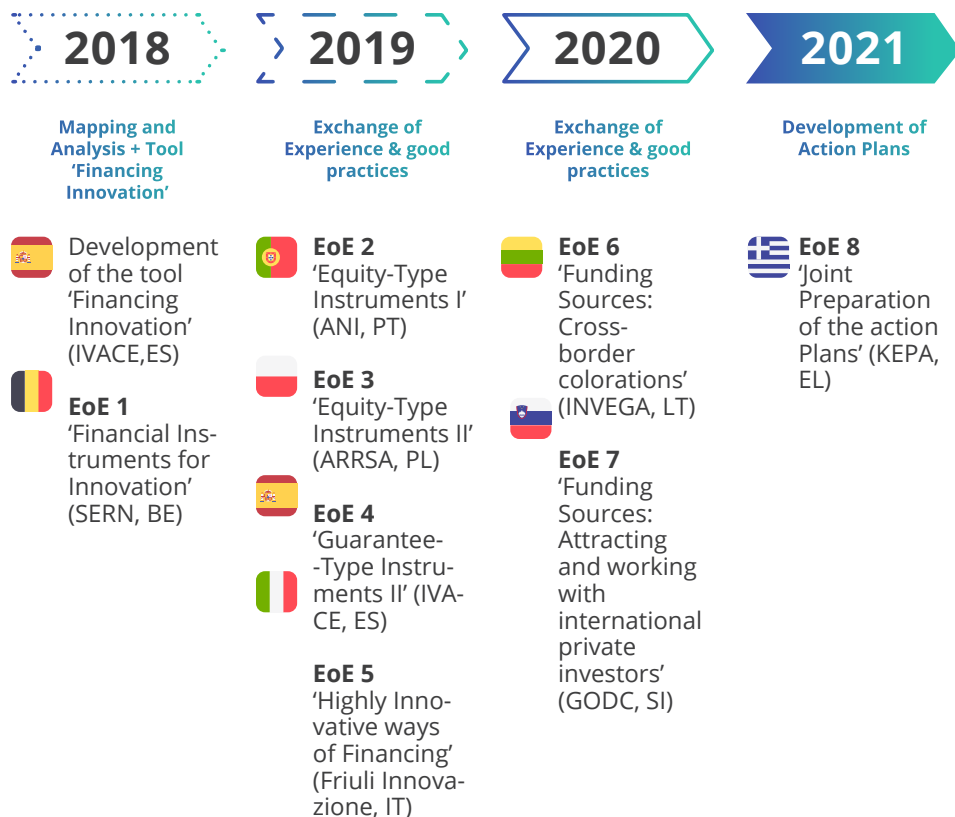 2018
Mapping and
Analysis + Tool
‘Financing
Innovation’
Development
of the tool
‘Financing
Innovation’
(IVACE,ES)
EoE 1
‘Financial Ins-
truments for
Innovation’
(SERN, BE)
2019
Exchange of
Experience & good
practices
EoE 2
‘Equity-Type
Instruments I’
(ANI, PT)
EoE 3
‘Equity-Type
Instruments II’
(ARRSA, PL)
EoE 4
‘Guarantee-
-Type Instru-
ments II’ (IVA-
CE, ES)
EoE 5
‘Highly Inno-
vative ways
of Financing’
(Friuli Innova-
zione, IT)
2020
Exchange of
Experience & good
practices
EoE 6
‘Funding
Sources:
Cross-
border
colorations’
(INVEGA, LT)
EoE 7
‘Funding
Sources:
Attracting
and working
with
international
private
investors’
(GODC, SI)
2021
Development of
Action Plans
EoE 8
‘Joint
Preparation
of the action
Plans’ (KEPA,
EL)